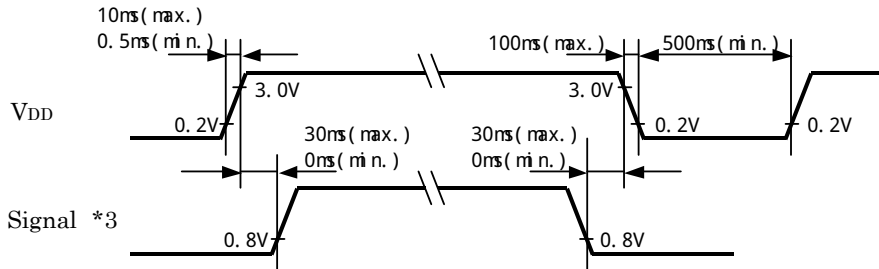 10ms(max.)
0.5ms(min.)
100ms(max.)
500ms(min.)
3.0V
3.0V
VDD
0.2V
0.2V
0.2V
30ms(max.)
0ms(min.)
30ms(max.)
0ms(min.)
Signal *3
0.8V
0.8V